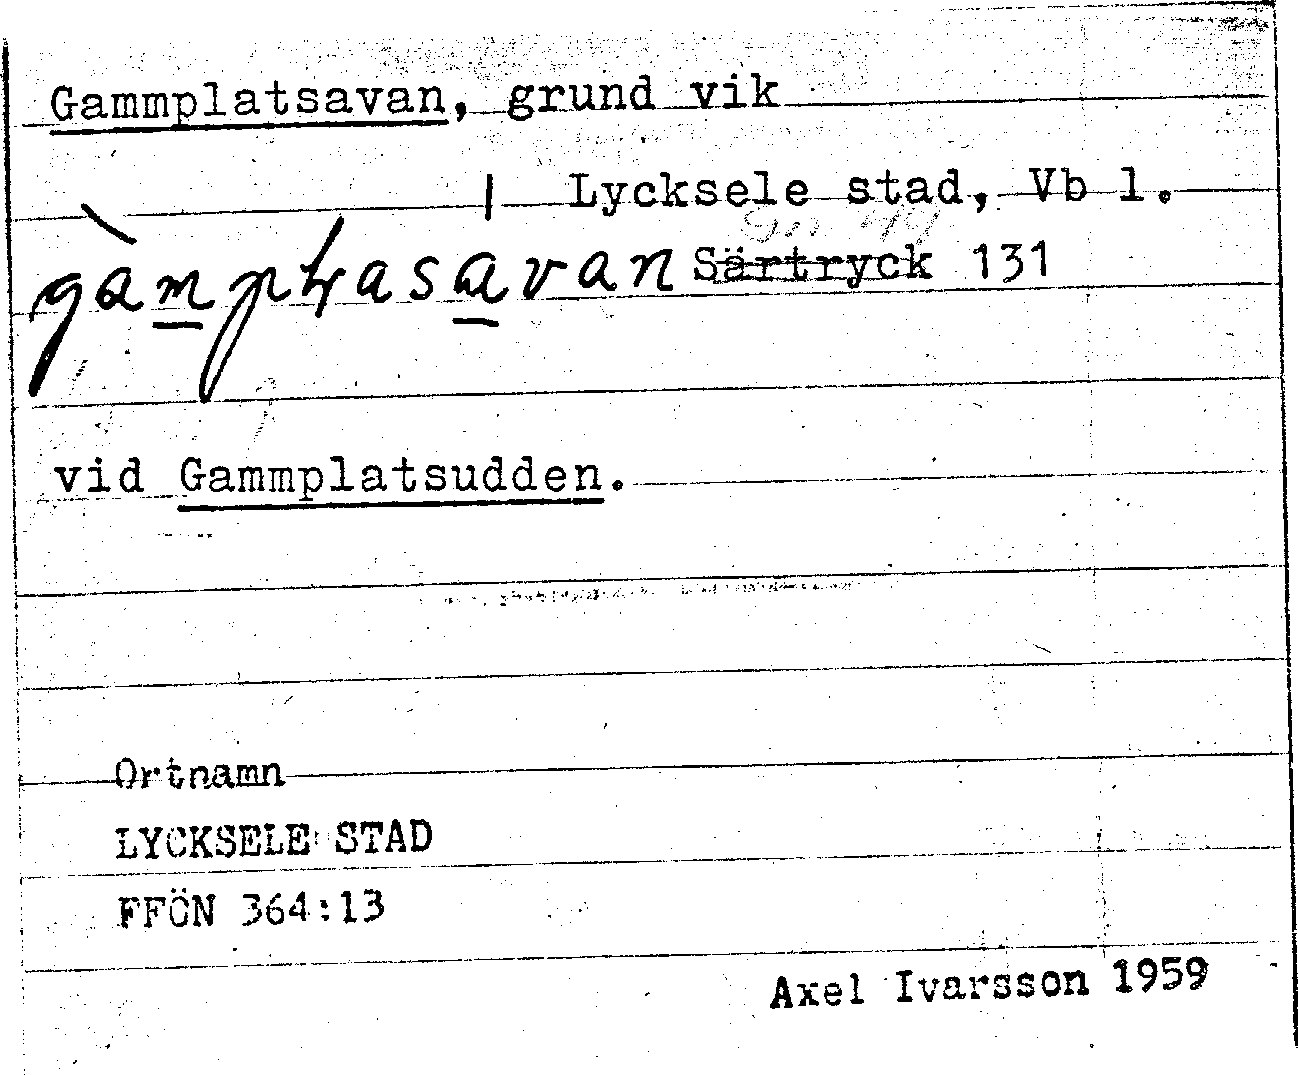 Gammplatsavan, grund vik
Lycksele stad, Vb l.
Särtryck 131
vid Gammplatsudden.
Ortnamn
LYCKSELE STAD
FFÖN 364:13
Axel Ivarsson 1959